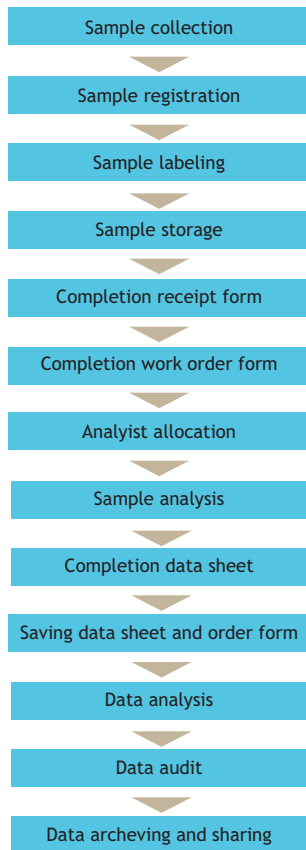 Sample collection
Sample registration
Sample labeling
Sample storage
Completion receipt form
Completion work order form
Analyist allocation
Sample analysis
Completion data sheet
Saving data sheet and order form
Data analysis
Data audit
Data archeving and sharing